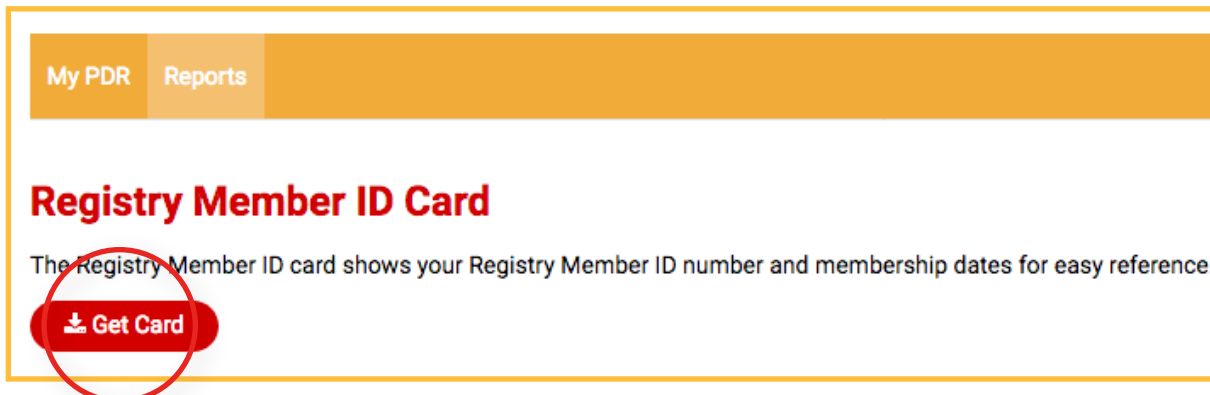 My PDR Reports
Registry Member ID Card
The Registry Member ID card shows your Registry Member ID number and membership dates for easy reference
Get Card